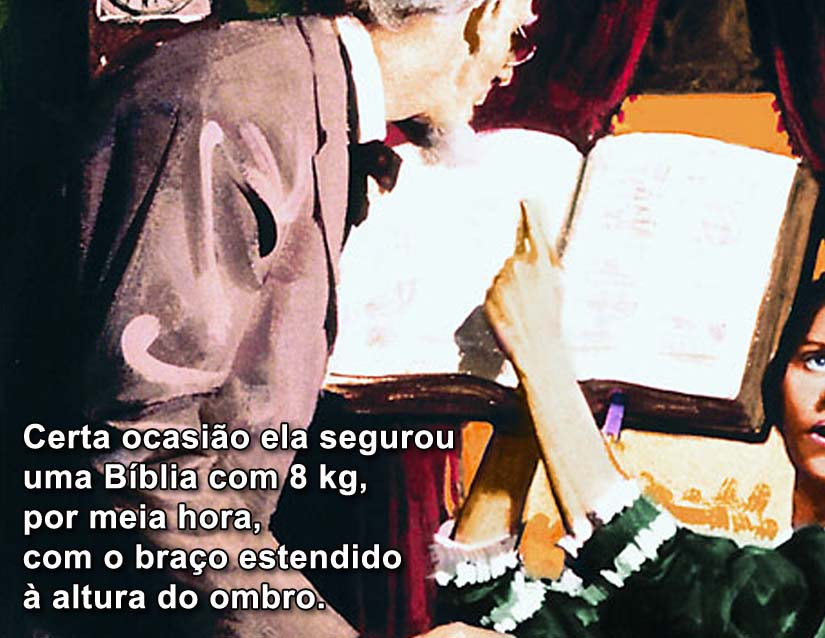 Certa ocasião ela segurou
uma Bíblia com 8 kg,
por meia hora,
com o braço estendido
à altura do ombro.